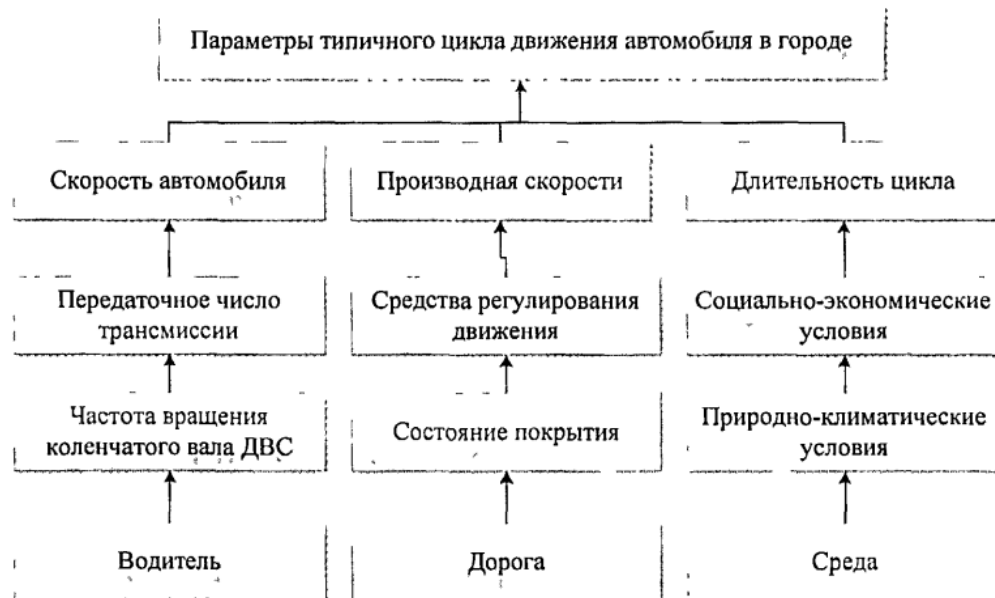 Параметры типичного цикла движения автомобиля в городе
Скорость автомобиля
Производная скорости
Длительность цикла
Передаточное число
трансмиссии
Средства регулирования
движения
Социально-экономические
условия
Частота вращения
коленчатого вала ДВС
Состояние покрытия
Природно-климатические
условия
Водитель
Дорога
Среда